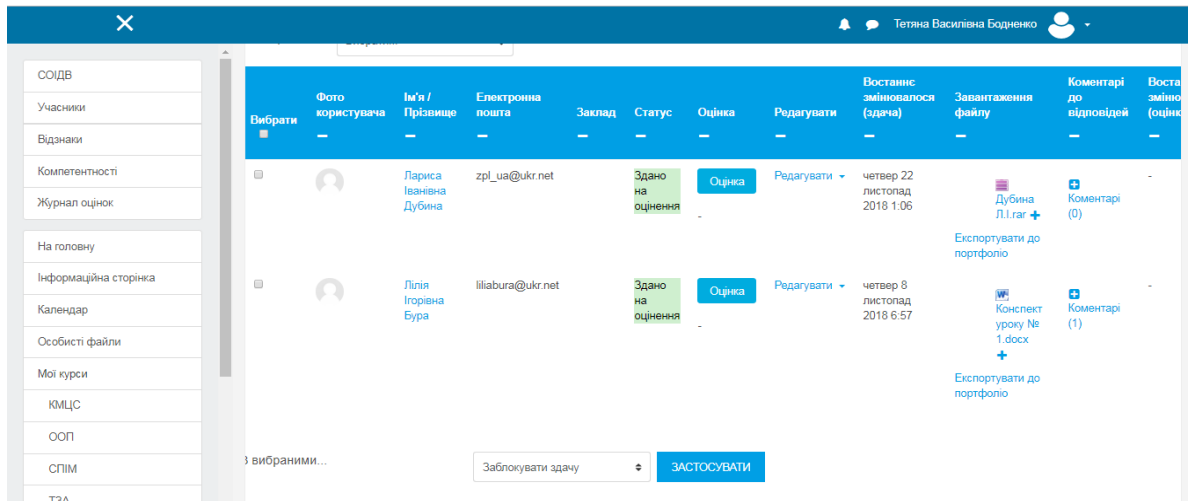 Тетяна Василівна Бодненко
СОІДВ
Учасники
Відзнаки
Компетентності
Журнал оцінок
На головну
Інформаційна сторінка
Календар
Особисті файли
Мої курси
КМЦС
ООП
СПІМ
Вибрати
Фото
користувача
Ім'я /
Прізвище
Електронна
пошта
Заклад
Статус
Оцінка
Редагувати
Востаннє
змінювалося
(здача)
Завантаження
файлу
Коментарі
до
відповідей
Воста
зміню
(оцінк
Лариса
Іванівна
Дубина
zpl_ua@ukr.net
Здано
на
оцінення
Оцінка
-
Редагувати
четвер 22
листопад
2018 1:06
Дубина
Л.І.rar
Експортувати до
портфоліо
Коментарі
(0)
-
Лілія
Ігорівна
Бура
liliabura@ukr.net
Здано
на
оцінення
Оцінка
-
Редагувати
четвер 8
листопад
2018 6:57
Конспект
уроку №
1.docx
Експортувати до
портфоліо
Коментарі
(1)
-
З вибраними...
Заблокувати здачу
ЗАСТОСУВАТИ